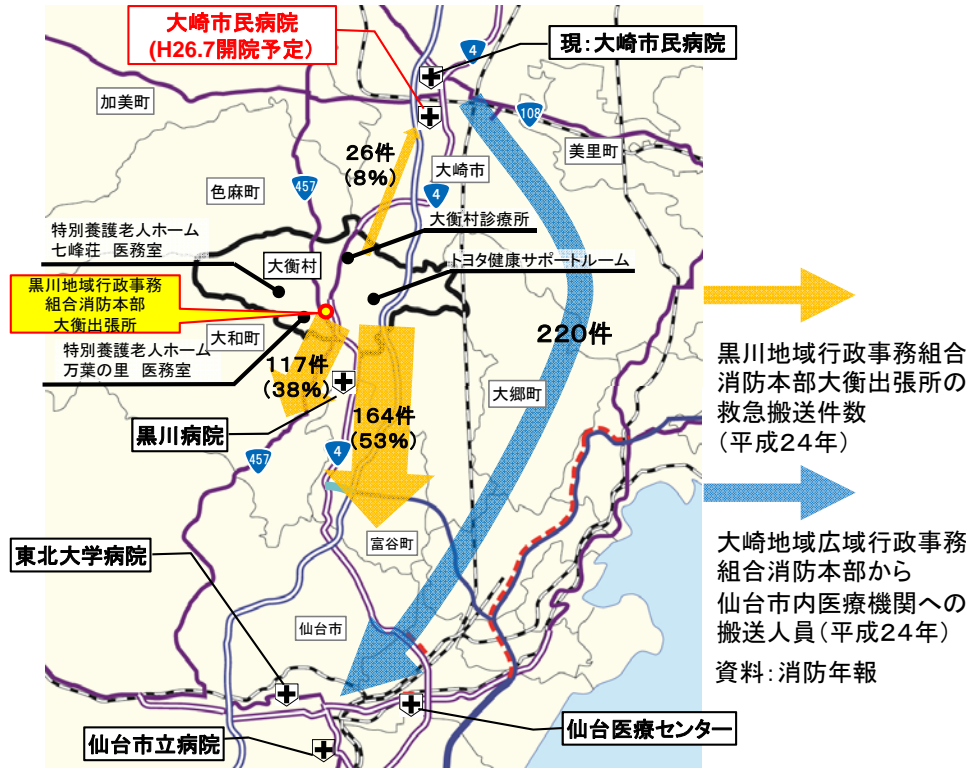 大崎市民病院
(H26.7開院予定)
現:大崎市民病院
4
加美町
108
美里町
26件
(8%)
大崎市
色麻町
457
4
特別養護老人ホーム
七峰荘 医務室
大衡村診療所
大衡村
トヨタ健康サポートルーム
黒川地域行政事務
組合消防本部
大衡出張所
大和町
特別養護老人ホーム
万葉の里 医務室
117件
(38%)
220件
大郷町
164件
(53%)
黒川病院
457
4
富谷町
東北大学病院
仙台市
仙台市立病院
仙台医療センター
黒川地域行政事務組合
消防本部大衡出張所の
救急搬送件数
(平成24年)
大崎地域広域行政事務
組合消防本部から
仙台市内医療機関への
搬送人員(平成24年)
資料:消防年報